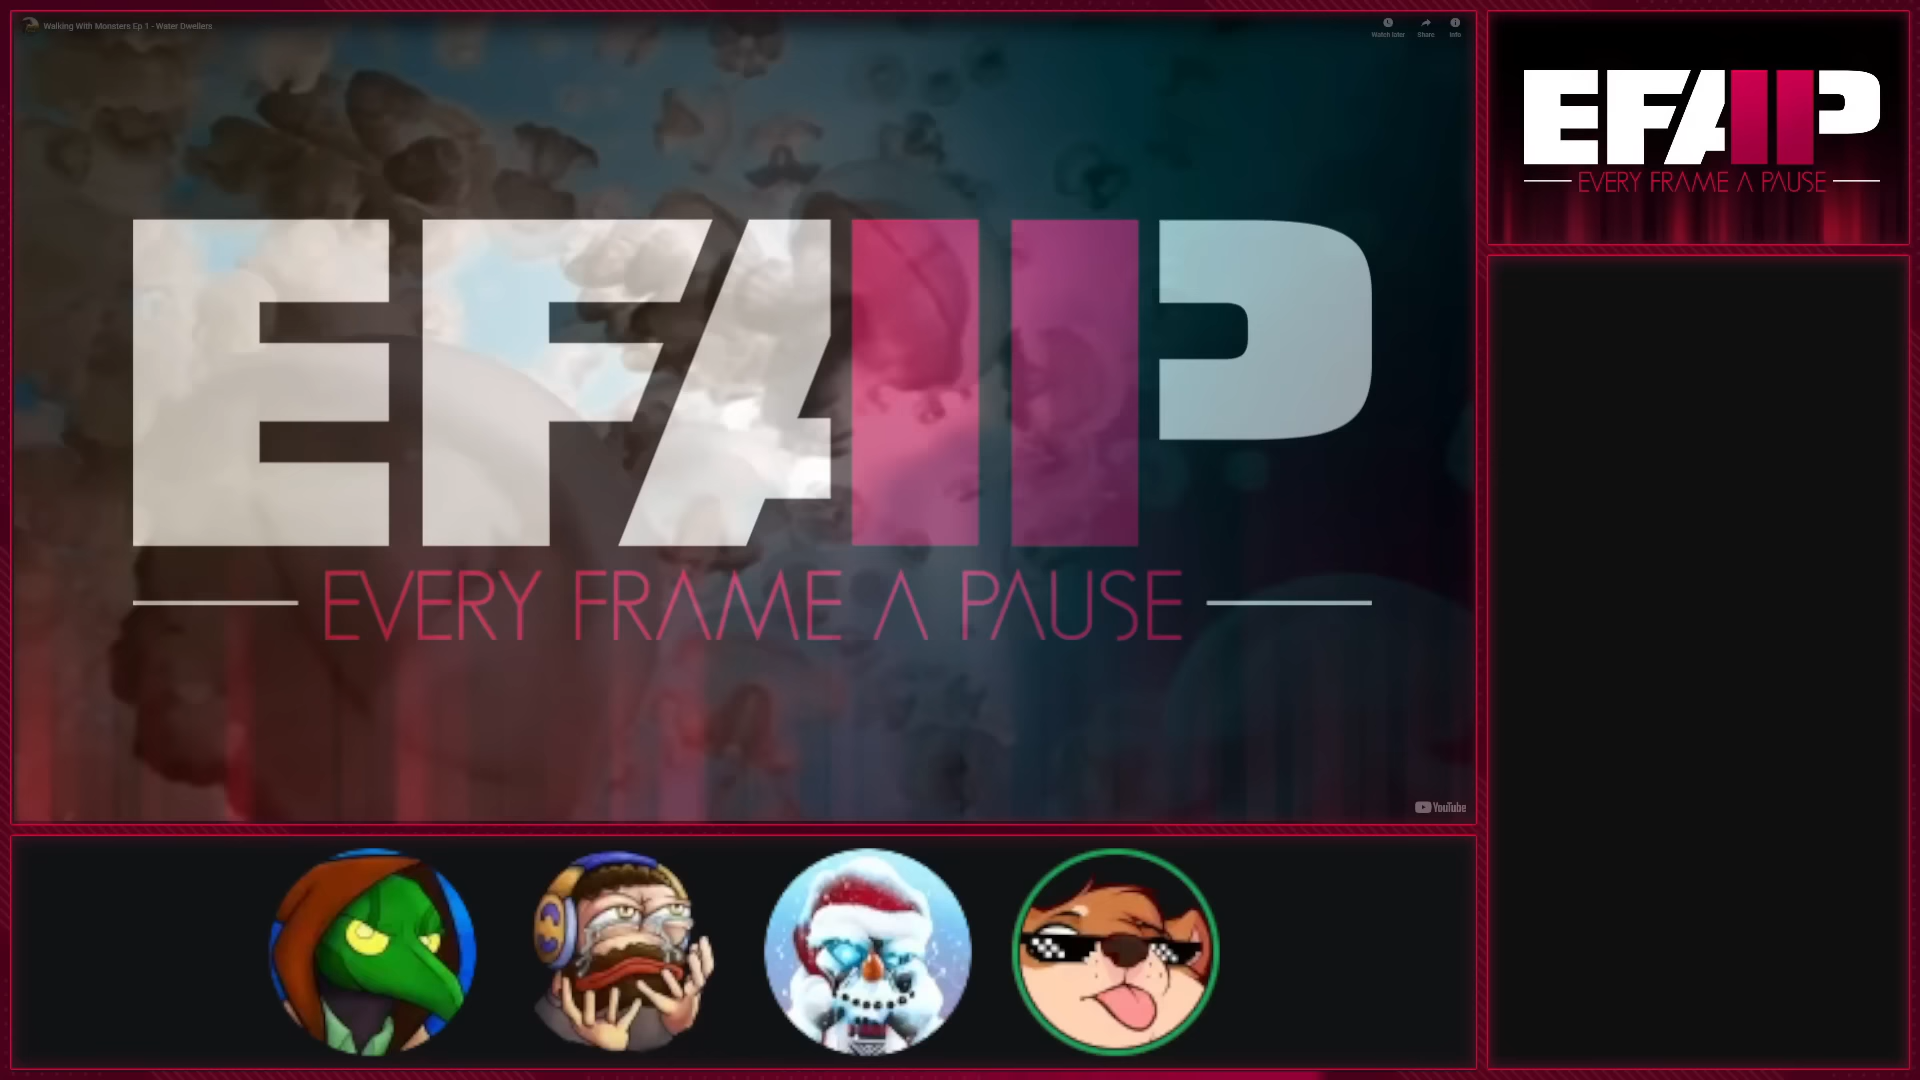 Walking With Monsters Ep 1 - Water Dwellers
Watch later
Share
Info
EFAP
EVERY FRAME A PAUSE
YouTube
EFAP
EVERY FRAME A PAUSE